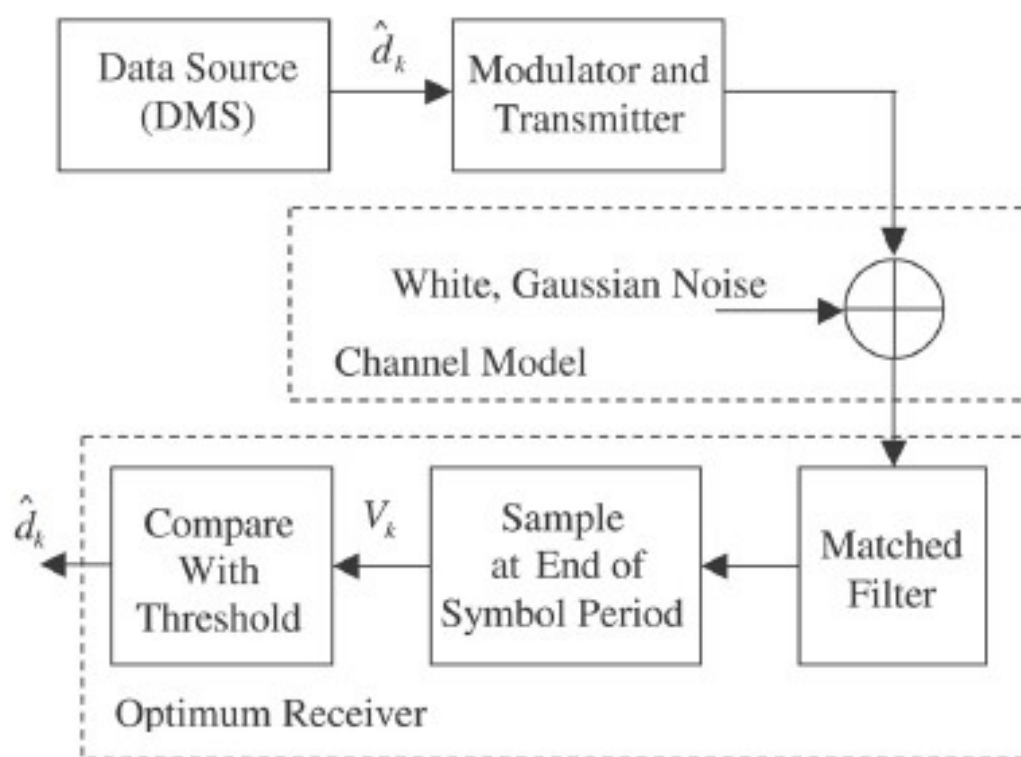 Data Source
(DMS)
d̂ₖ
Modulator and
Transmitter
White, Gaussian Noise
Channel Model
Matched
Filter
Sample
at End of
Symbol Period
Vₖ
Compare
With
Threshold
d̂ₖ
Optimum Receiver